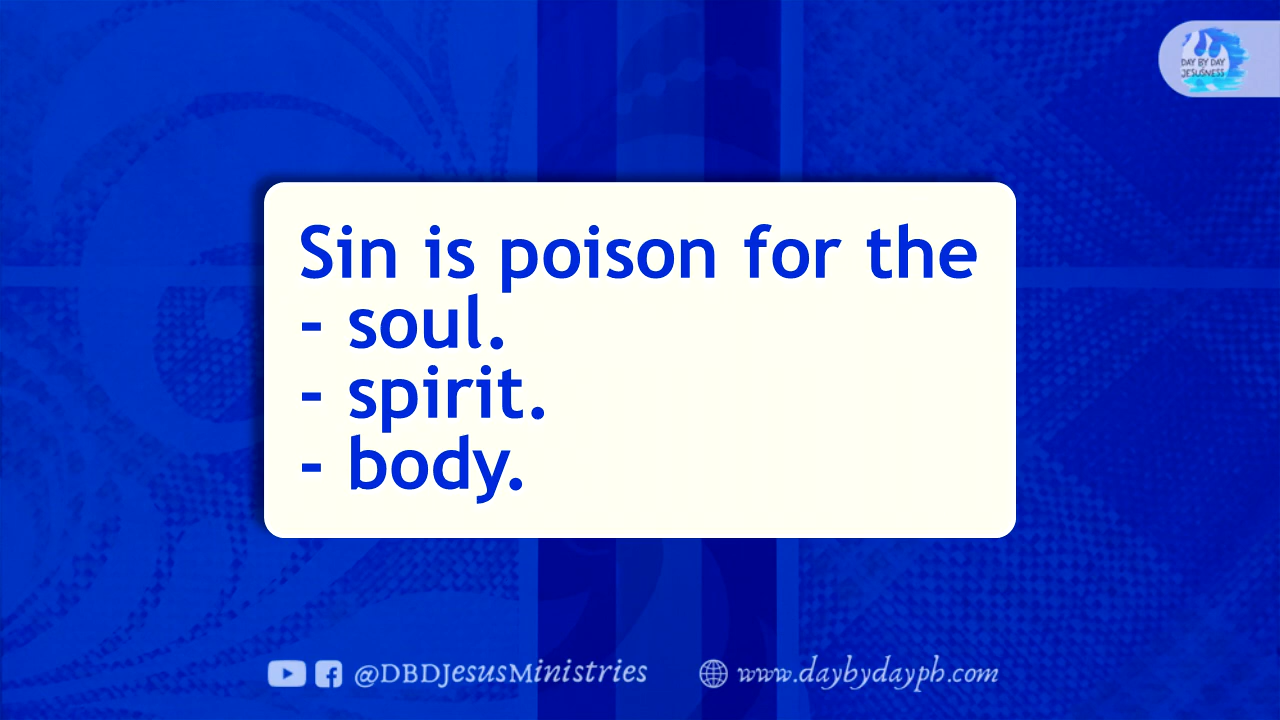 DAY BY DAY
JESUSNESS
Sin is poison for the
- soul.
- spirit.
- body.
@DBDJesusMinistries
www.daybydayph.com